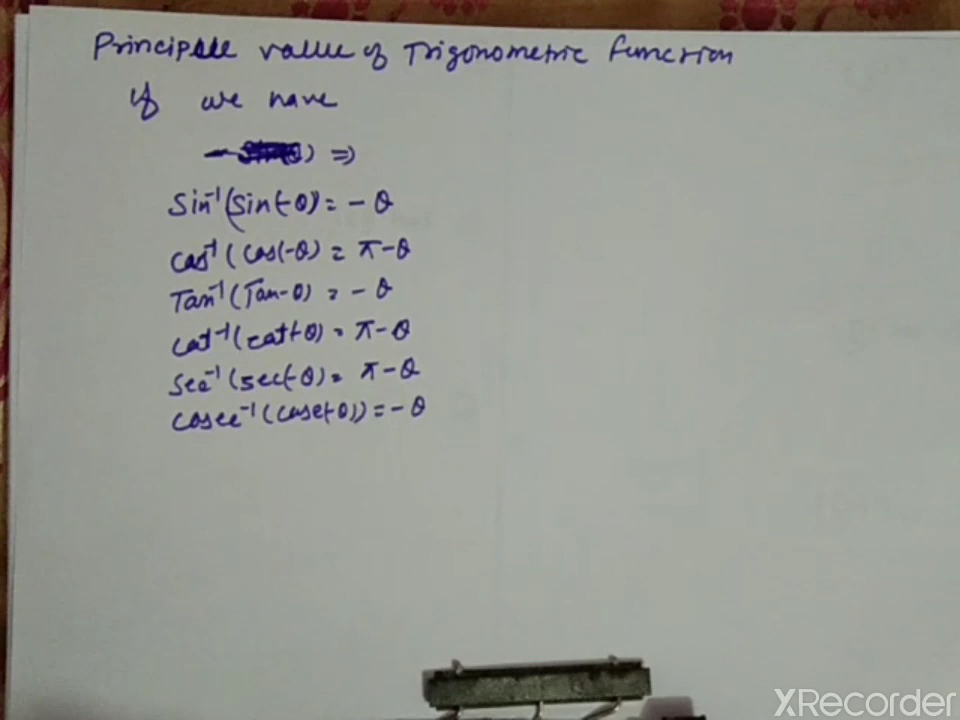 Principle value of Trigonometric function
If we have
⇒
Sin⁻¹(Sin(-θ) = - θ
Cos⁻¹(Cos(-θ) = π-θ
Tan⁻¹(Tan-θ) = - θ
Cot⁻¹(cot(-θ) = π-θ
Sec⁻¹(sec(-θ) = π-θ
Cosec⁻¹(cosec(-θ)) = - θ
XRecorder